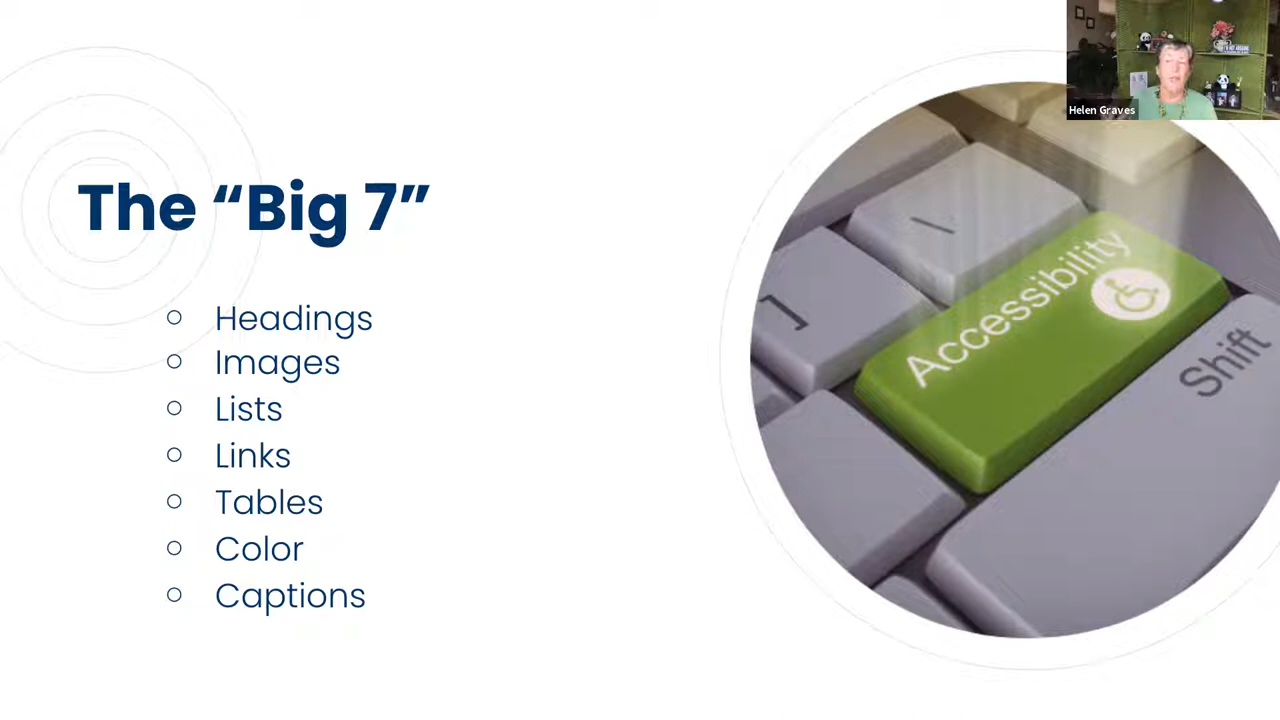 The “Big 7”
Headings
Images
Lists
Links
Tables
Color
Captions
Helen Graves
\
]
Accessibility
Shift